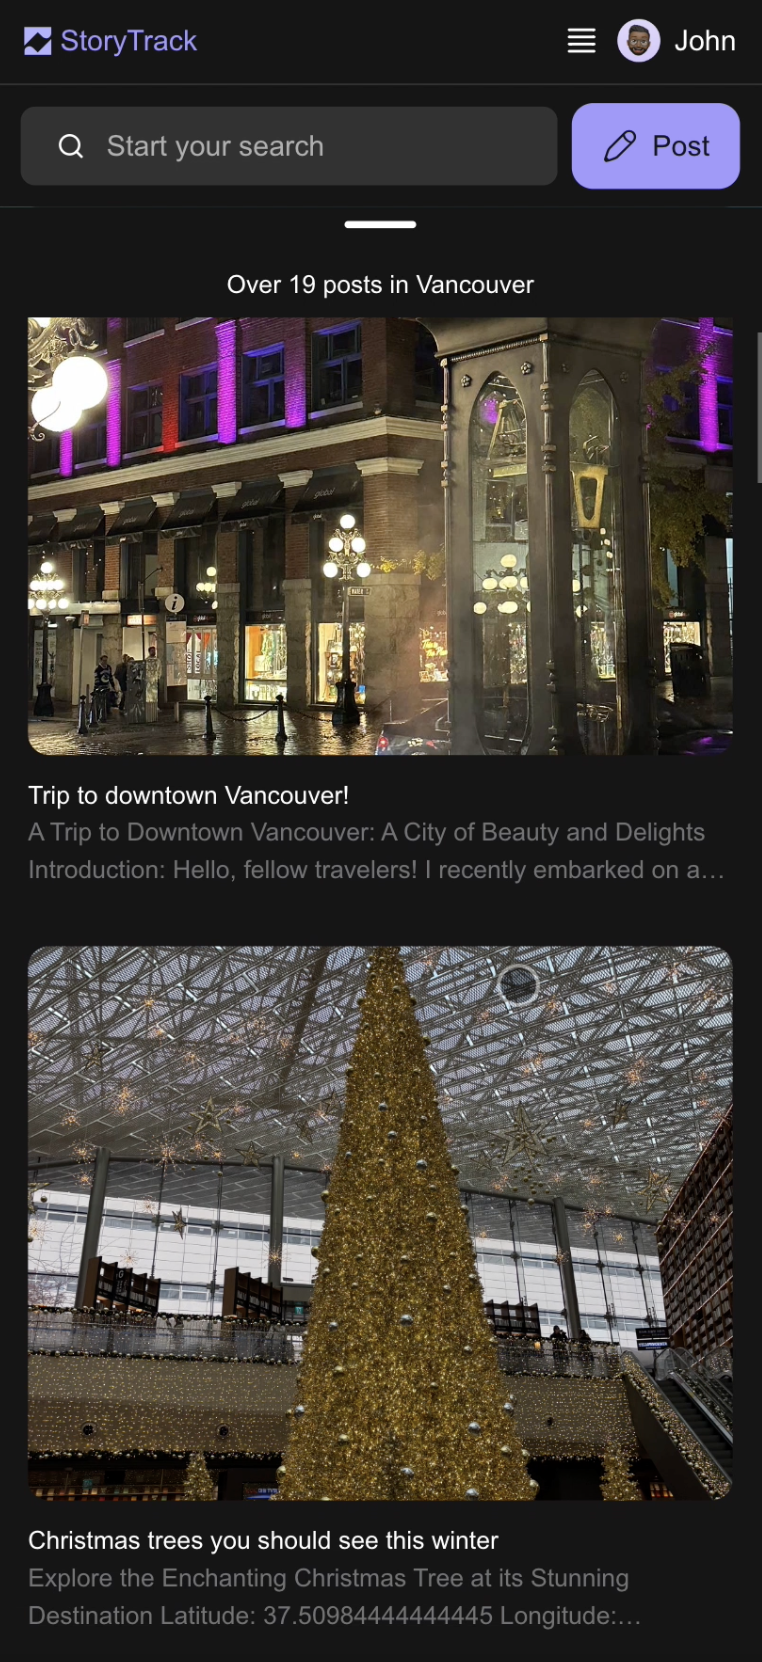 StoryTrack
John
Start your search
Post
Over 19 posts in Vancouver
global
global
Trip to downtown Vancouver!
A Trip to Downtown Vancouver: A City of Beauty and Delights
Introduction: Hello, fellow travelers! I recently embarked on a…
Christmas trees you should see this winter
Explore the Enchanting Christmas Tree at its Stunning
Destination Latitude: 37.50984444444445 Longitude:…